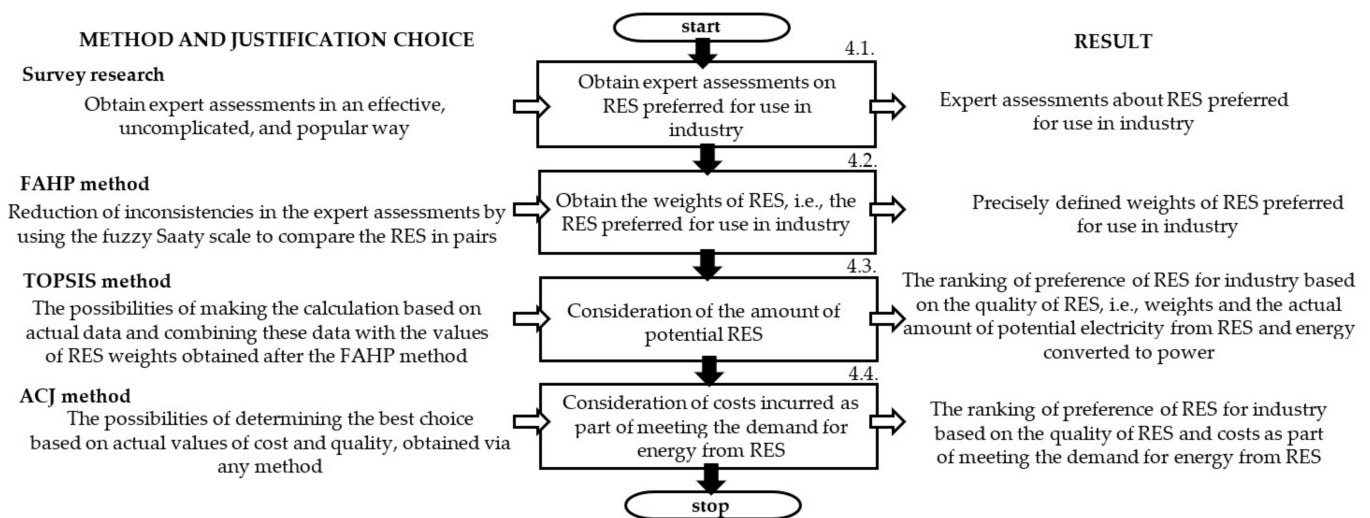 start
METHOD AND JUSTIFICATION CHOICE
RESULT
4.1.
Survey research
Obtain expert assessments in an effective,
uncomplicated, and popular way
Obtain expert assessments on
RES preferred for use in
industry
Expert assessments about RES preferred
for use in industry
4.2.
FAHP method
Reduction of inconsistencies in the expert assessments by
using the fuzzy Saaty scale to compare the RES in pairs
Obtain the weights of RES, i.e., the
RES preferred for use in industry
Precisely defined weights of RES preferred
for use in industry
4.3.
TOPSIS method
The possibilities of making the calculation based on
actual data and combining these data with the values
of RES weights obtained after the FAHP method
Consideration of the amount of
potential RES
The ranking of preference of RES for industry based
on the quality of RES, i.e., weights and the actual
amount of potential electricity from RES and energy
converted to power
4.4.
ACJ method
The possibilities of determining the best choice
based on actual values of cost and quality, obtained via
any method
Consideration of costs incurred as
part of meeting the demand for
energy from RES
The ranking of preference of RES for industry
based on the quality of RES and costs as part
of meeting the demand for energy from RES
stop